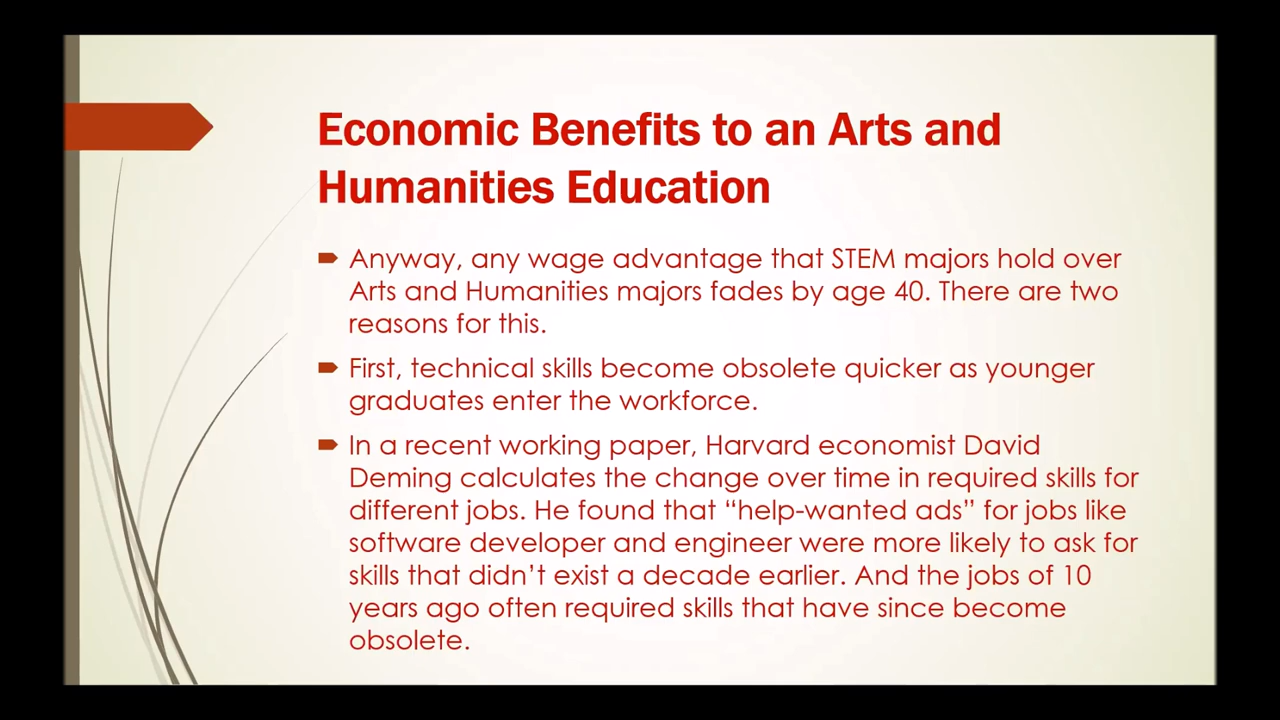 Economic Benefits to an Arts and
Humanities Education
Anyway, any wage advantage that STEM majors hold over
Arts and Humanities majors fades by age 40. There are two
reasons for this.
First, technical skills become obsolete quicker as younger
graduates enter the workforce.
In a recent working paper, Harvard economist David
Deming calculates the change over time in required skills for
different jobs. He found that “help-wanted ads” for jobs like
software developer and engineer were more likely to ask for
skills that didn’t exist a decade earlier. And the jobs of 10
years ago often required skills that have since become
obsolete.